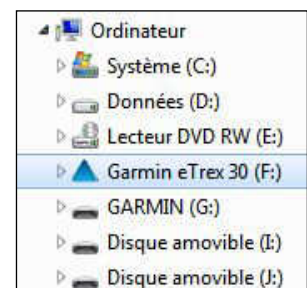 Ordinateur
Système (C:)
Données (D:)
Lecteur DVD RW (E:)
Garmin eTrex 30 (F:)
GARMIN (G:)
Disque amovible (I:)
Disque amovible (J:)